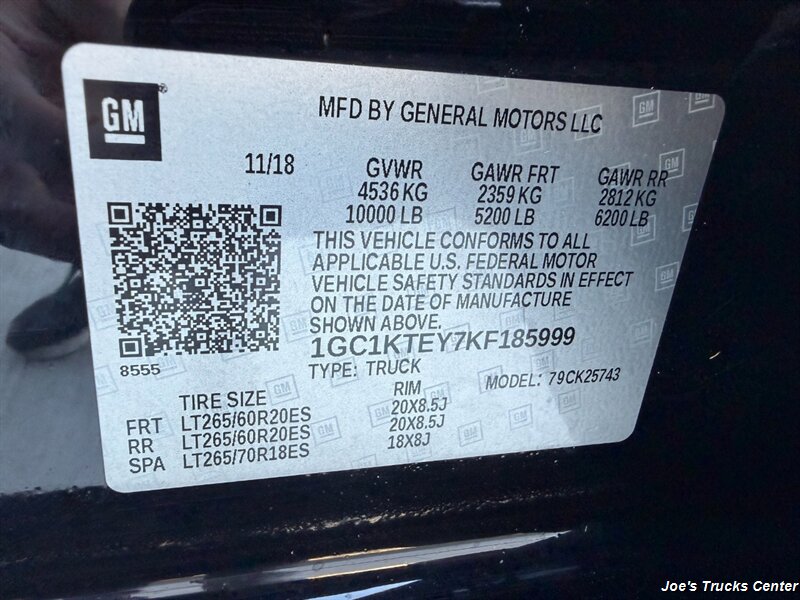 GM
MFD BY GENERAL MOTORS LLC
11/18 GVWR GAWR FRT GAWR RR
4536 KG 2359 KG 2812 KG
10000 LB 5200 LB 6200 LB
THIS VEHICLE CONFORMS TO ALL
APPLICABLE U.S. FEDERAL MOTOR
VEHICLE SAFETY STANDARDS IN EFFECT
ON THE DATE OF MANUFACTURE
SHOWN ABOVE.
1GC1KTEY7KF185999
8555
TYPE: TRUCK MODEL: 79CK25743
TIRE SIZE RIM
FRT LT265/60R20ES 20X8.5J
RR LT265/60R20ES 20X8.5J
SPA LT265/70R18ES 18X8J
Joe's Trucks Center